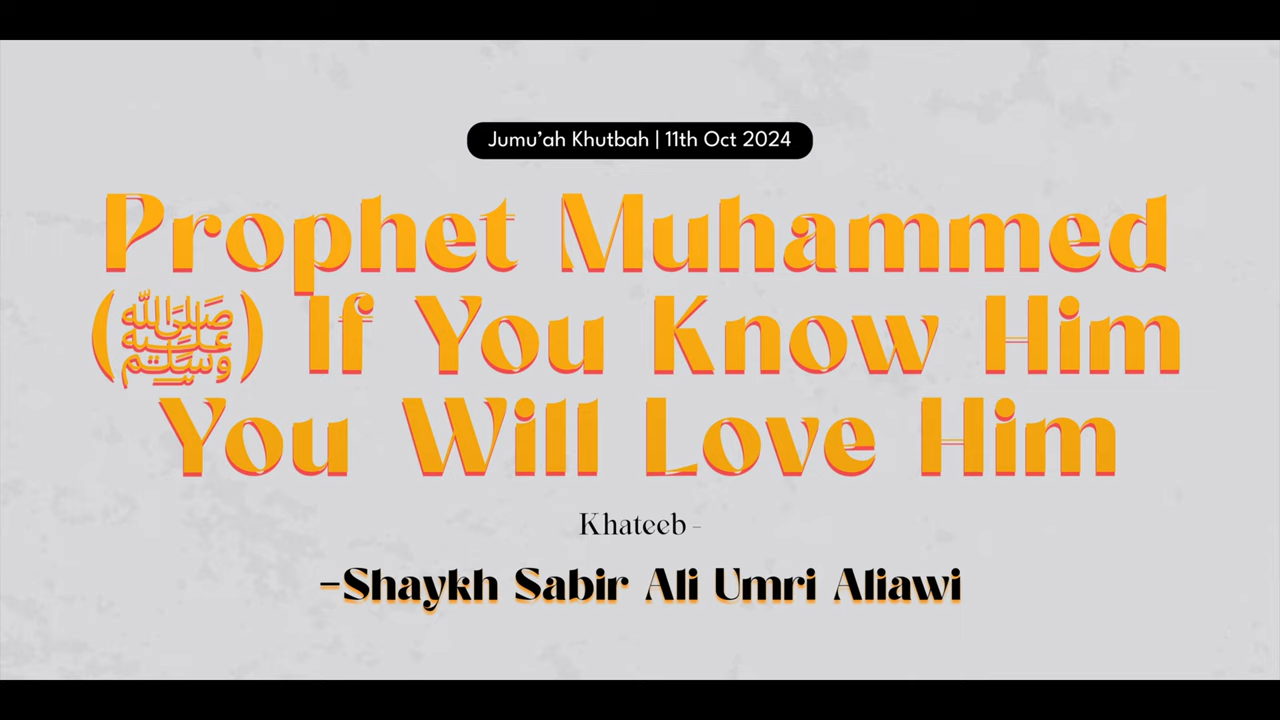 Jumu’ah Khutbah | 11th Oct 2024
Prophet Muhammed
(ﷺ) If You Know Him
You Will Love Him
Khateeb -
-Shaykh Sabir Ali Umri Aliawi